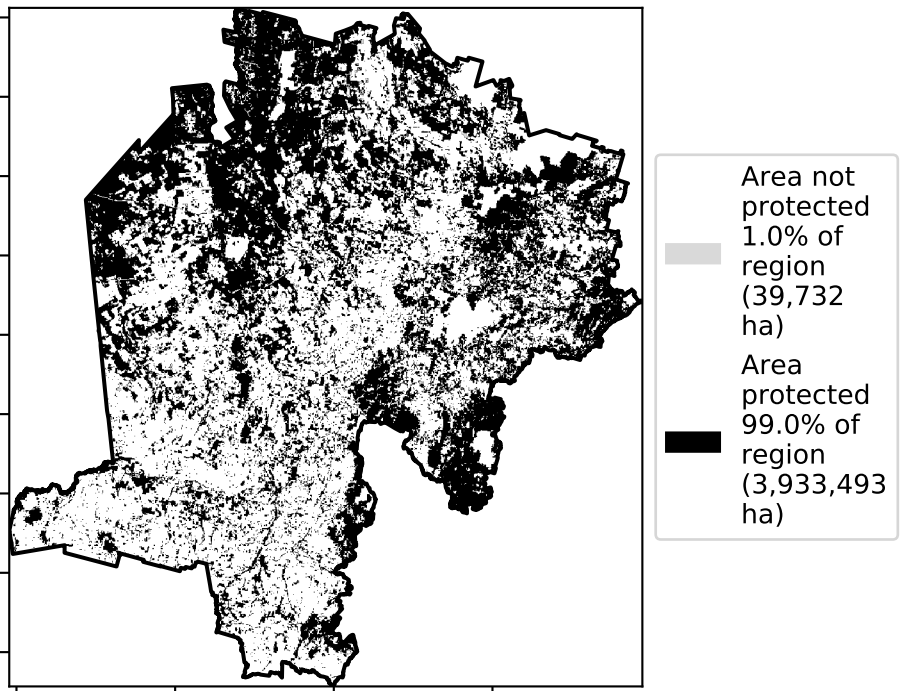 Area not
protected
1.0% of
region
(39,732
ha)
Area
protected
99.0% of
region
(3,933,493
ha)